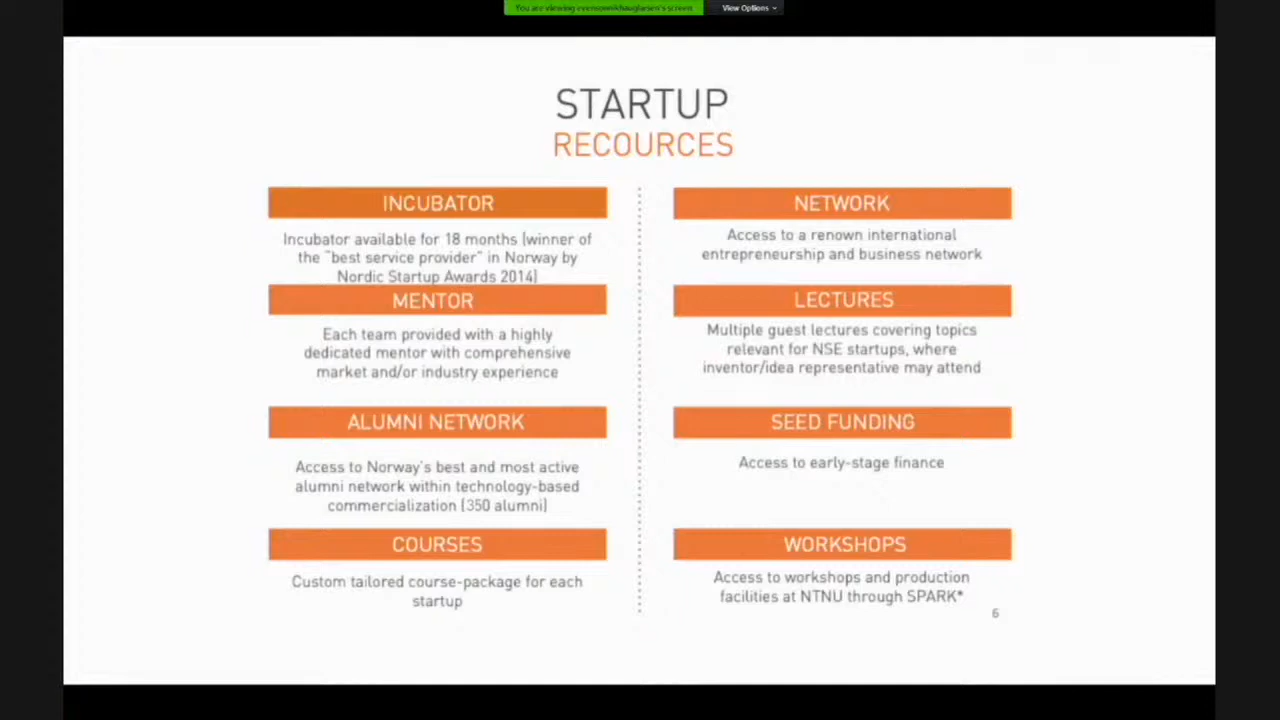 You are viewing
screen
View Options
STARTUP
RECOURCES
INCUBATOR
Incubator available for 18 months (winner of
the "best service provider" in Norway by
Nordic Startup Awards 2014)
MENTOR
Each team provided with a highly
dedicated mentor with comprehensive
market and/or industry experience
ALUMNI NETWORK
Access to Norway's best and most active
alumni network within technology-based
commercialization (350 alumni)
COURSES
Custom tailored course-package for each
startup
NETWORK
Access to a renown international
entrepreneurship and business network
LECTURES
Multiple guest lectures covering topics
relevant for NSE startups, where
inventor/idea representative may attend
SEED FUNDING
Access to early-stage finance
WORKSHOPS
Access to workshops and production
facilities at NTNU through SPARK*
6